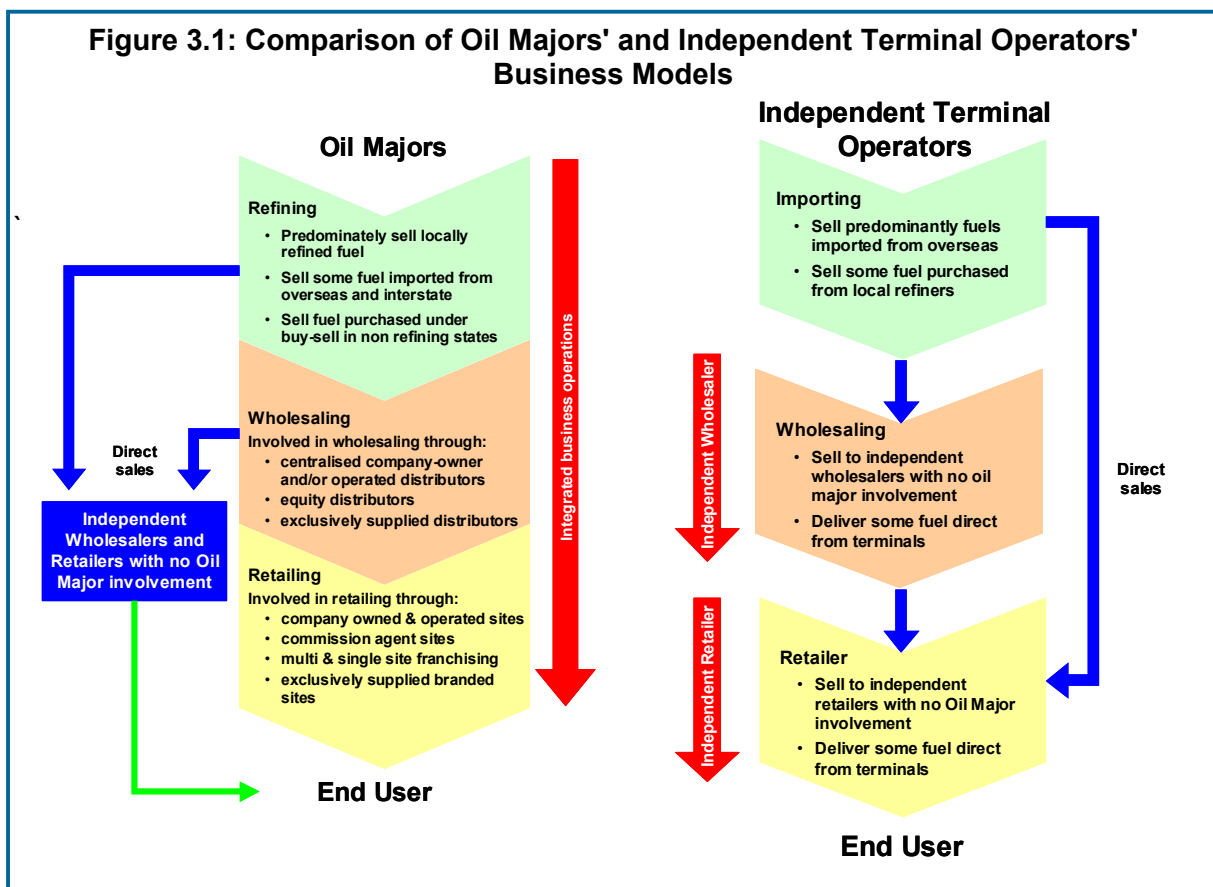 Figure 3.1: Comparison of Oil Majors' and Independent Terminal Operators'
Business Models
Oil Majors
`
Refining
• Predominately sell locally
refined fuel
• Sell some fuel imported from
overseas and interstate
• Sell fuel purchased under
buy-sell in non refining states
Wholesaling
Involved in wholesaling through:
• centralised company-owner
and/or operated distributors
• equity distributors
• exclusively supplied distributors
Retailing
Involved in retailing through:
• company owned & operated sites
• commission agent sites
• multi & single site franchising
• exclusively supplied branded
sites
End User
Direct
sales
Independent
Wholesalers and
Retailers with no Oil
Major involvement
Integrated business operations
Independent Terminal
Operators
Importing
• Sell predominantly fuels
imported from overseas
• Sell some fuel purchased
from local refiners
Independent Wholesaler
Wholesaling
• Sell to independent
wholesalers with no oil
major involvement
• Deliver some fuel direct
from terminals
Direct
sales
Independent Retailer
Retailer
• Sell to independent
retailers with no Oil Major
involvement
• Deliver some fuel direct
from terminals
End User